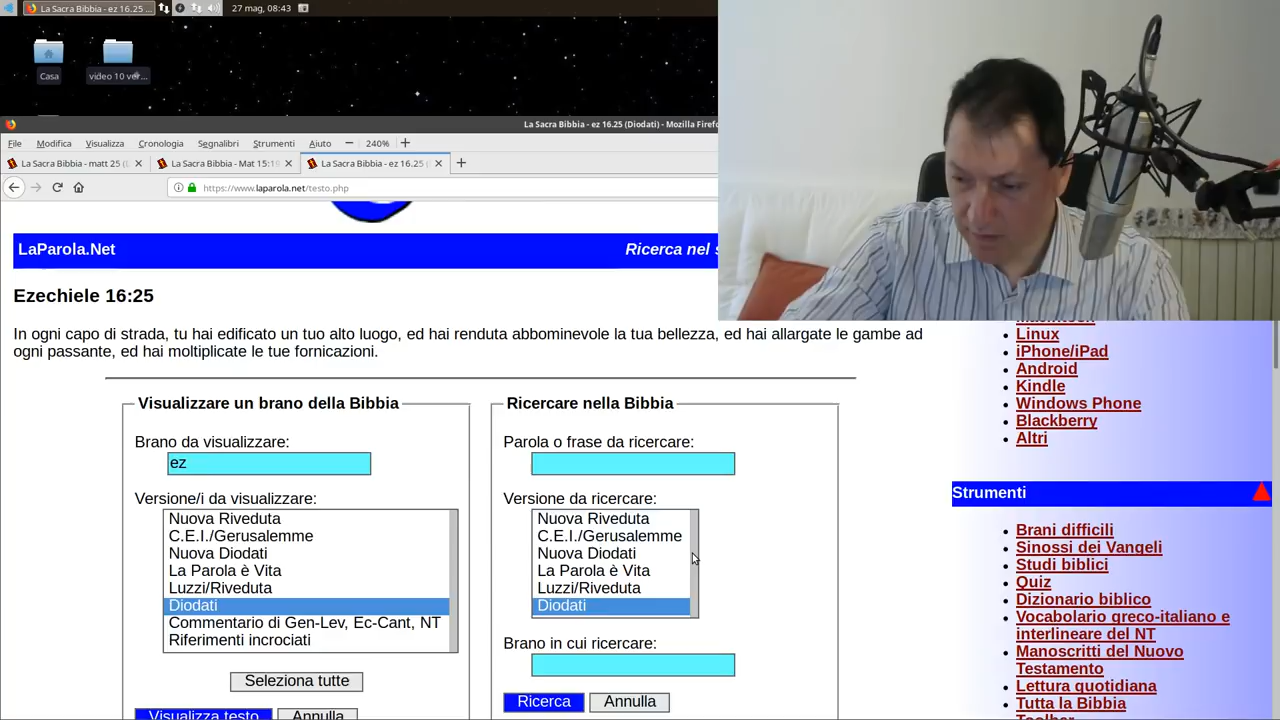 La Sacra Bibbia - ez 16.25 ...
27 mag, 08:43
Casa
video 10 ver...
La Sacra Bibbia - ez 16.25 (Diodati) - Mozilla Firefo
File Modifica Visualizza Cronologia Segnalibri Strumenti Aiuto 240%
La Sacra Bibbia - matt 25 (
La Sacra Bibbia - Mat 15:19
La Sacra Bibbia - ez 16.25 (
https://www.laparola.net/testo.php
LaParola.Net
Ricerca nel s
Ezechiele 16:25
In ogni capo di strada, tu hai edificato un tuo alto luogo, ed hai renduta abbominevole la tua bellezza, ed hai allargate le gambe ad
ogni passante, ed hai moltiplicate le tue fornicazioni.
Visualizzare un brano della Bibbia
Brano da visualizzare:
ez
Versione/i da visualizzare:
Nuova Riveduta
C.E.I./Gerusalemme
Nuova Diodati
La Parola è Vita
Luzzi/Riveduta
Diodati
Commentario di Gen-Lev, Ec-Cant, NT
Riferimenti incrociati
Seleziona tutte
Visualizza testo
Annulla
Ricercare nella Bibbia
Parola o frase da ricercare:
Versione da ricercare:
Nuova Riveduta
C.E.I./Gerusalemme
Nuova Diodati
La Parola è Vita
Luzzi/Riveduta
Diodati
Brano in cui ricercare:
Ricerca
Annulla
Linux
iPhone/iPad
Android
Kindle
Windows Phone
Blackberry
Altri
Strumenti
Brani difficili
Sinossi dei Vangeli
Studi biblici
Quiz
Dizionario biblico
Vocabolario greco-italiano e
interlineare del NT
Manoscritti del Nuovo
Testamento
Lettura quotidiana
Tutta la Bibbia